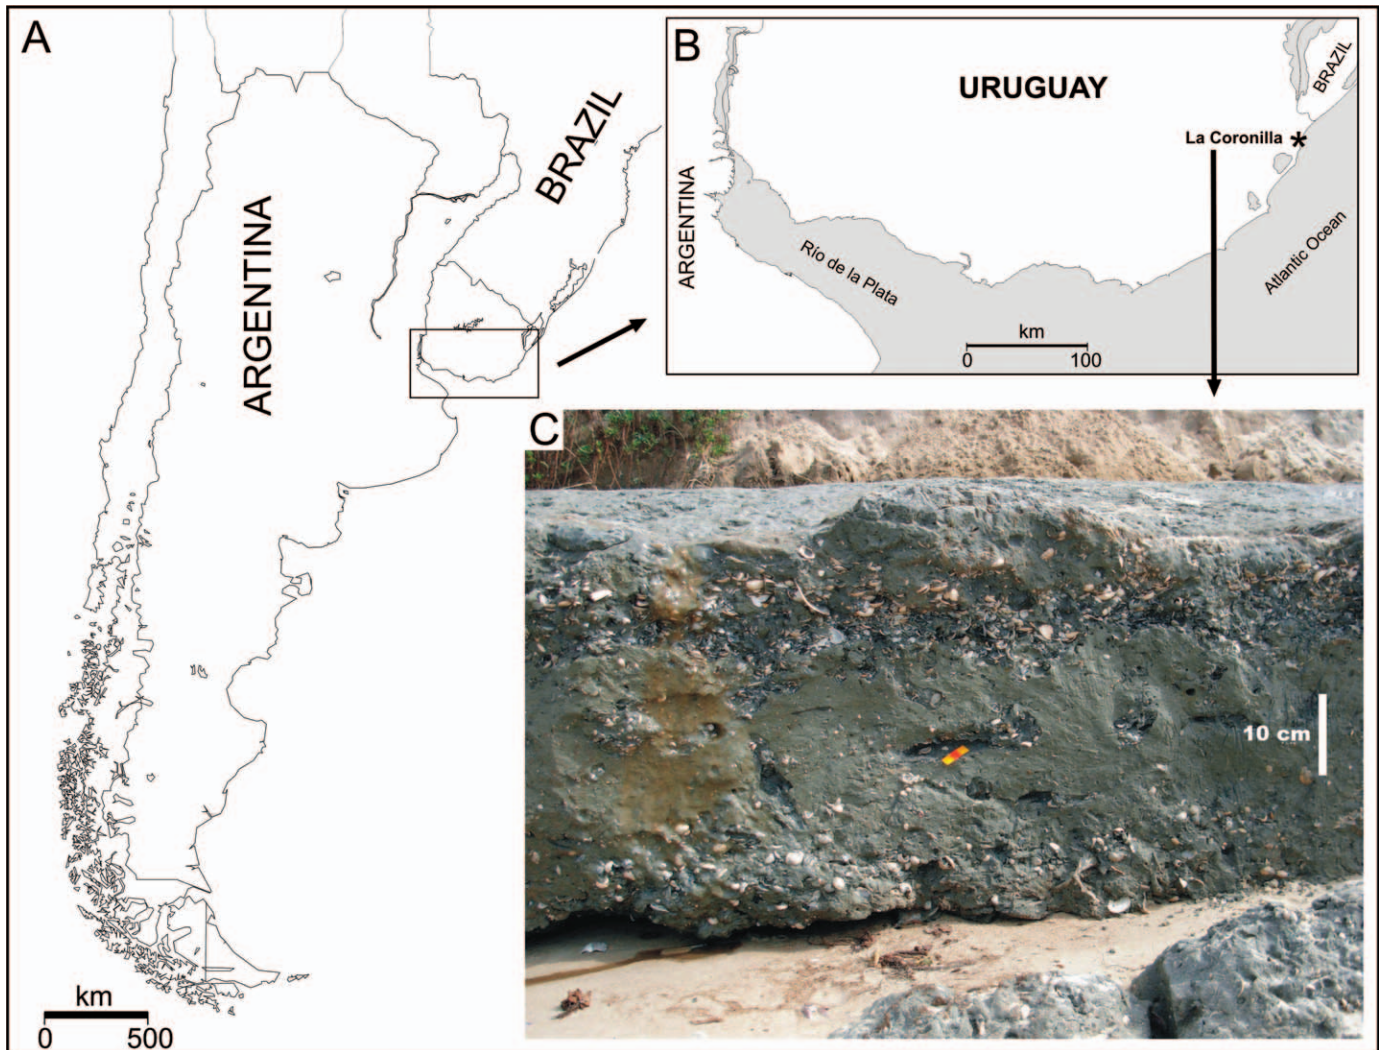 A
ARGENTINA
BRAZIL
km
0 500
B
URUGUAY
BRAZIL
La Coronilla *
ARGENTINA
Río de la Plata
Atlantic Ocean
km
0 100
C
10 cm